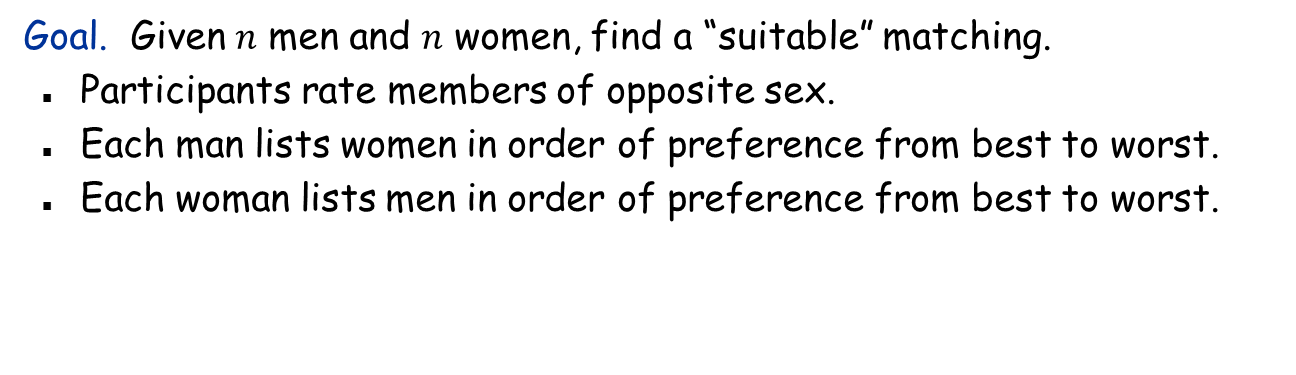 Goal. Given n men and n women, find a “suitable” matching.
▪ Participants rate members of opposite sex.
▪ Each man lists women in order of preference from best to worst.
▪ Each woman lists men in order of preference from best to worst.